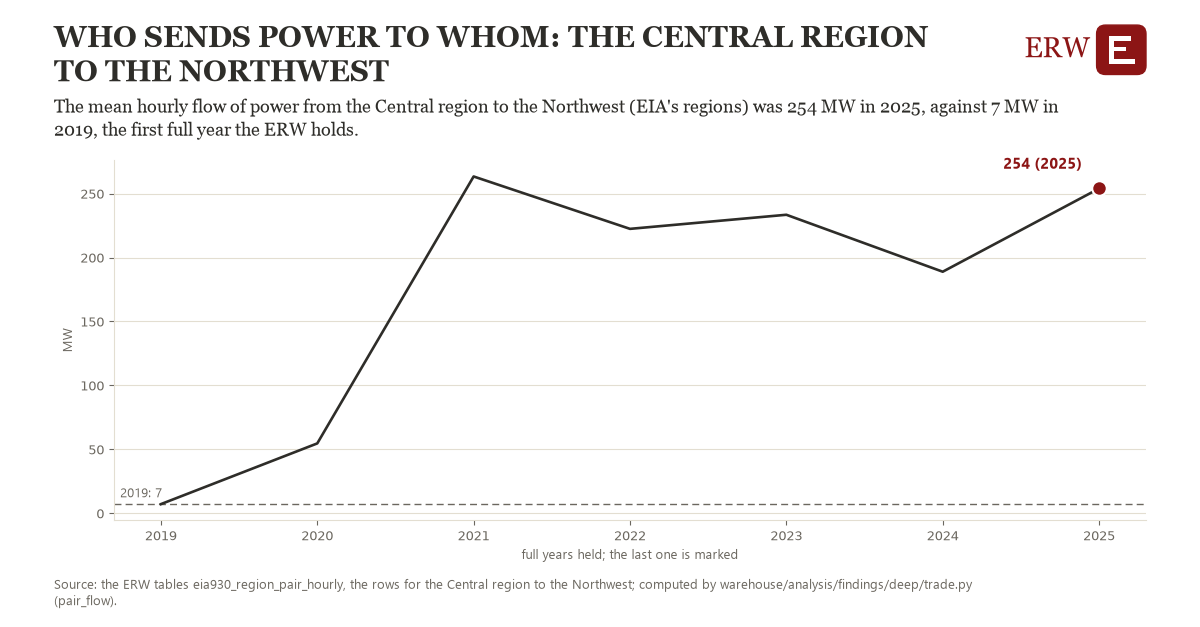 WHO SENDS POWER TO WHOM: THE CENTRAL REGION
TO THE NORTHWEST
ERW E
The mean hourly flow of power from the Central region to the Northwest (EIA's regions) was 254 MW in 2025, against 7 MW in
2019, the first full year the ERW holds.
254 (2025)
MW
250
200
150
100
50
0
2019: 7
2019 2020 2021 2022 2023 2024 2025
full years held; the last one is marked
Source: the ERW tables eia930_region_pair_hourly, the rows for the Central region to the Northwest; computed by warehouse/analysis/findings/deep/trade.py
(pair_flow).